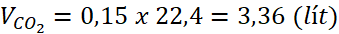 V_{CO_2} = 0,15 x 22,4 = 3,36 (lít)